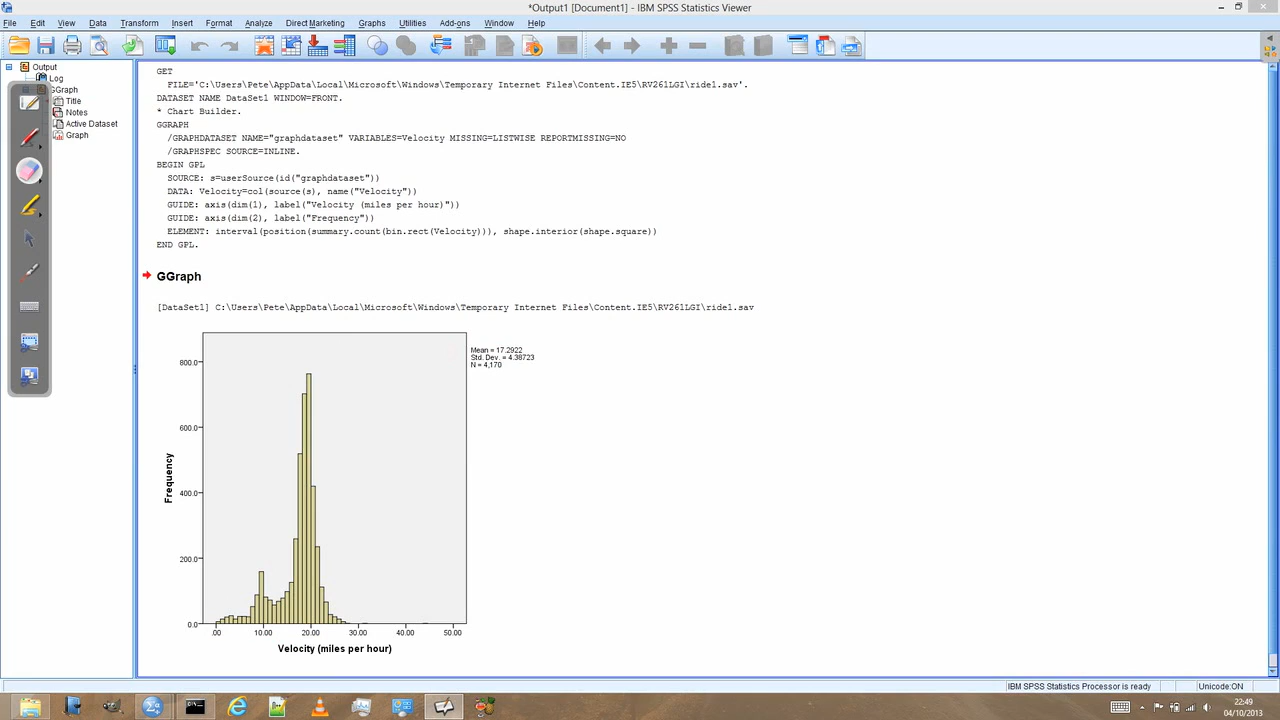 *Output1 [Document1] - IBM SPSS Statistics Viewer
File Edit View Data Transform Insert Format Analyze Direct Marketing Graphs Utilities Add-ons Window Help
Output
Log
GGraph
Title
Notes
Active Dataset
Graph
GET
FILE='C:\Users\Pete\AppData\Local\Microsoft\Windows\Temporary Internet Files\Content.IE5\RV261LGI\ride1.sav'.
DATASET NAME DataSet1 WINDOW=FRONT.
* Chart Builder.
GGRAPH
/GRAPHDATASET NAME="graphdataset" VARIABLES=Velocity MISSING=LISTWISE REPORTMISSING=NO
/GRAPHSPEC SOURCE=INLINE.
BEGIN GPL
SOURCE: s=userSource(id("graphdataset"))
DATA: Velocity=col(source(s), name("Velocity"))
GUIDE: axis(dim(1), label("Velocity (miles per hour)"))
GUIDE: axis(dim(2), label("Frequency"))
ELEMENT: interval(position(summary.count(bin.rect(Velocity))), shape.interior(shape.square))
END GPL.
GGraph
[DataSet1] C:\Users\Pete\AppData\Local\Microsoft\Windows\Temporary Internet Files\Content.IE5\RV261LGI\ride1.sav
Mean = 17.2922
Std. Dev. = 4.38723
N = 4,170
800.0
600.0
400.0
200.0
0.0
Frequency
.00 10.00 20.00 30.00 40.00 50.00
Velocity (miles per hour)
IBM SPSS Statistics Processor is ready Unicode:ON
22:49
04/10/2013